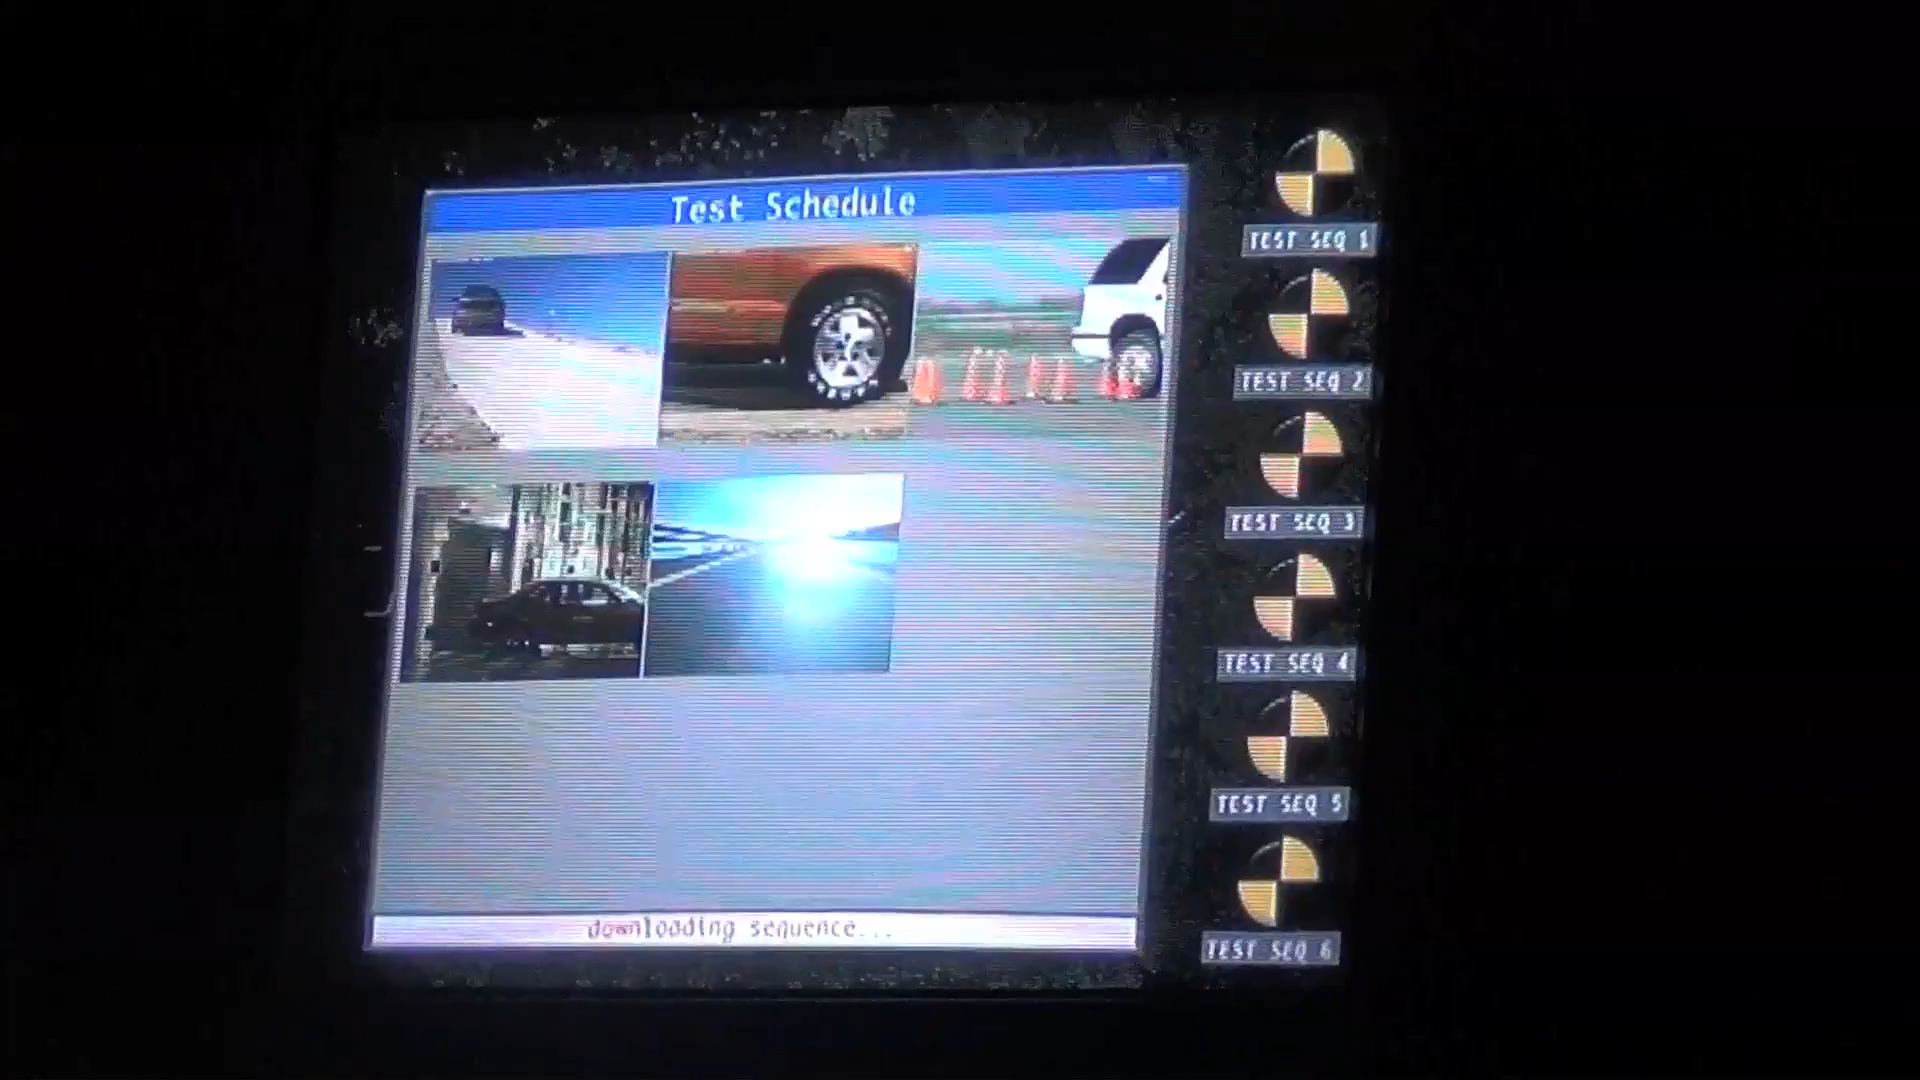 Test Schedule
TEST SEQ 1
TEST SEQ 2
TEST SEQ 3
TEST SEQ 4
TEST SEQ 5
TEST SEQ 6
downloading sequence...